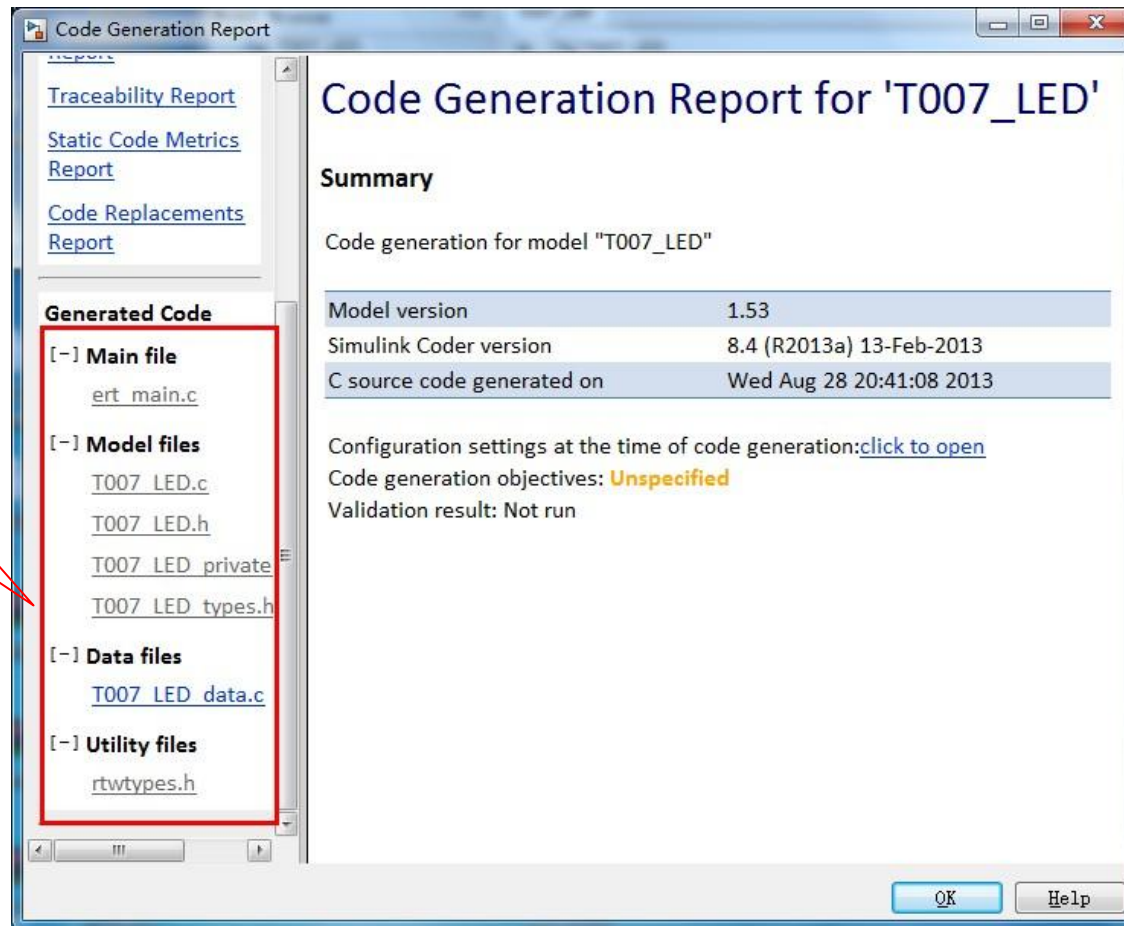 Code Generation Report
Report
Traceability Report
Static Code Metrics
Report
Code Replacements
Report
Generated Code
[-] Main file
ert_main.c
[-] Model files
T007_LED.c
T007_LED.h
T007_LED_private
T007_LED_types.h
[-] Data files
T007_LED_data.c
[-] Utility files
rtwtypes.h
Code Generation Report for 'T007_LED'
Summary
Code generation for model "T007_LED"
Model version 1.53
Simulink Coder version 8.4 (R2013a) 13-Feb-2013
C source code generated on Wed Aug 28 20:41:08 2013
Configuration settings at the time of code generation:click to open
Code generation objectives: Unspecified
Validation result: Not run
OK Help